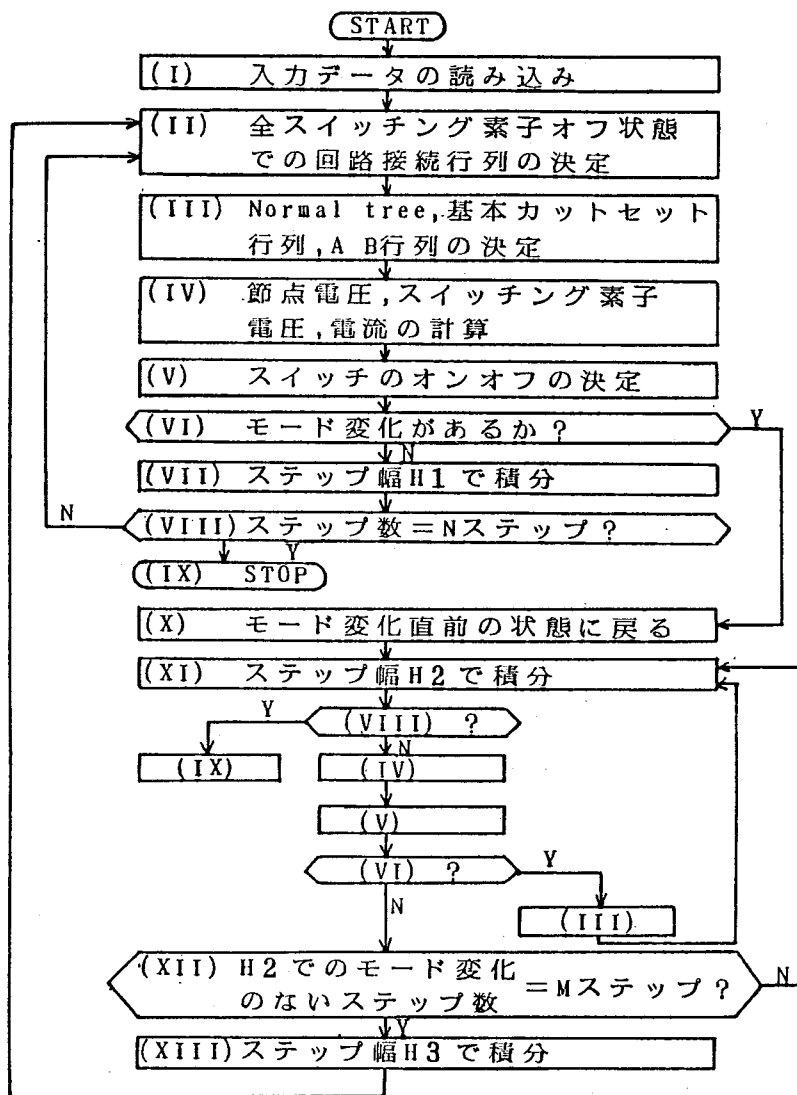 START
(I) 入力データの読み込み
(II) 全スイッチング素子オフ状態
での回路接続行列の決定
(III) Normal tree,基本カットセット
行列,A B行列の決定
(IV) 節点電圧,スイッチング素子
電圧,電流の計算
(V) スイッチのオンオフの決定
(VI) モード変化があるか?
Y
N
(VII) ステップ幅H1で積分
N
(VIII)ステップ数=Nステップ?
Y
(IX) STOP
(X) モード変化直前の状態に戻る
(XI) ステップ幅H2で積分
Y
(VIII) ?
N
(IX)
(IV)
(V)
(VI) ?
Y
N
(III)
(XII) H2でのモード変化
のないステップ数
=Mステップ?
N
Y
(XIII)ステップ幅H3で積分